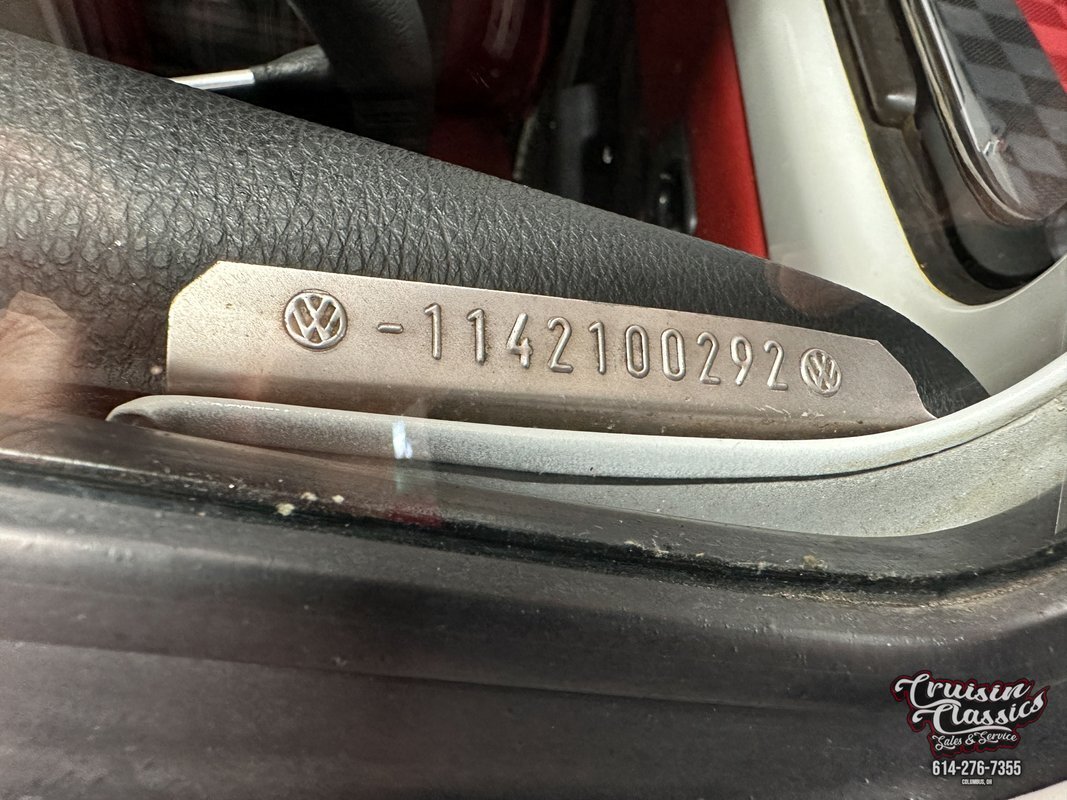 -1142100292
Cruisin
Classics
Sales & Service
614-276-7355
COLUMBUS, OH